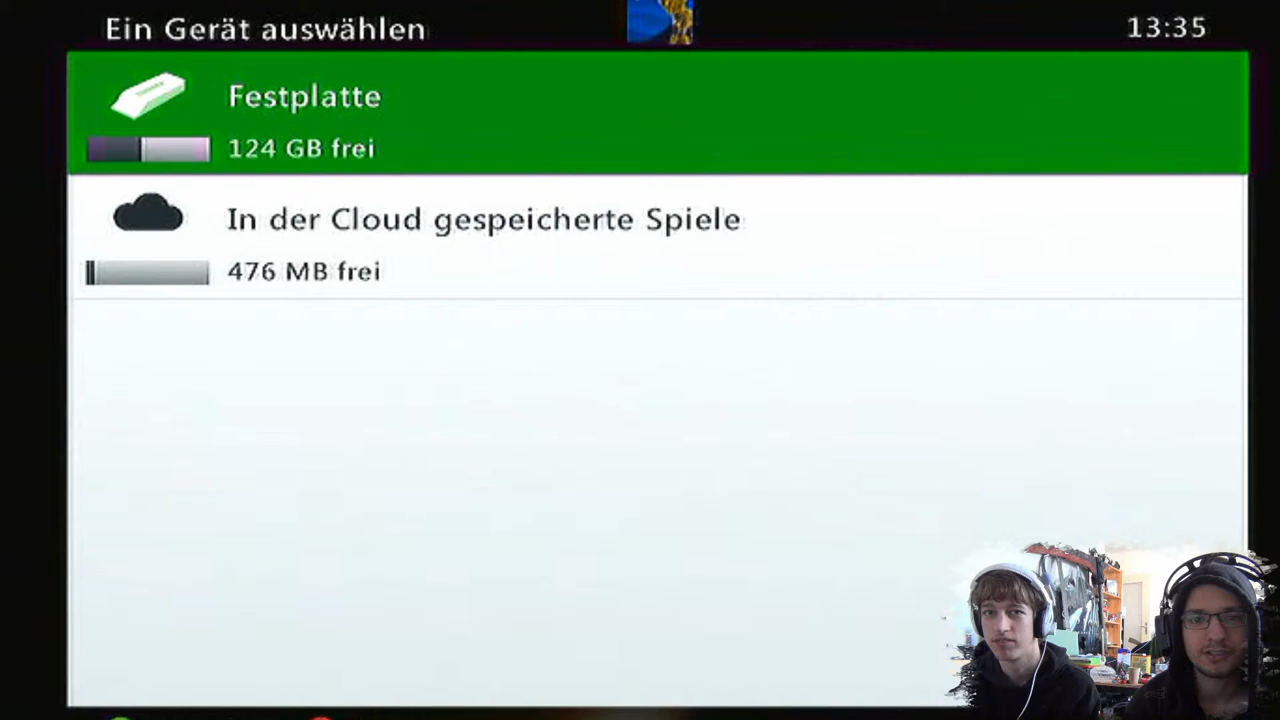 Ein Gerät auswählen
13:35
Festplatte
124 GB frei
In der Cloud gespeicherte Spiele
476 MB frei